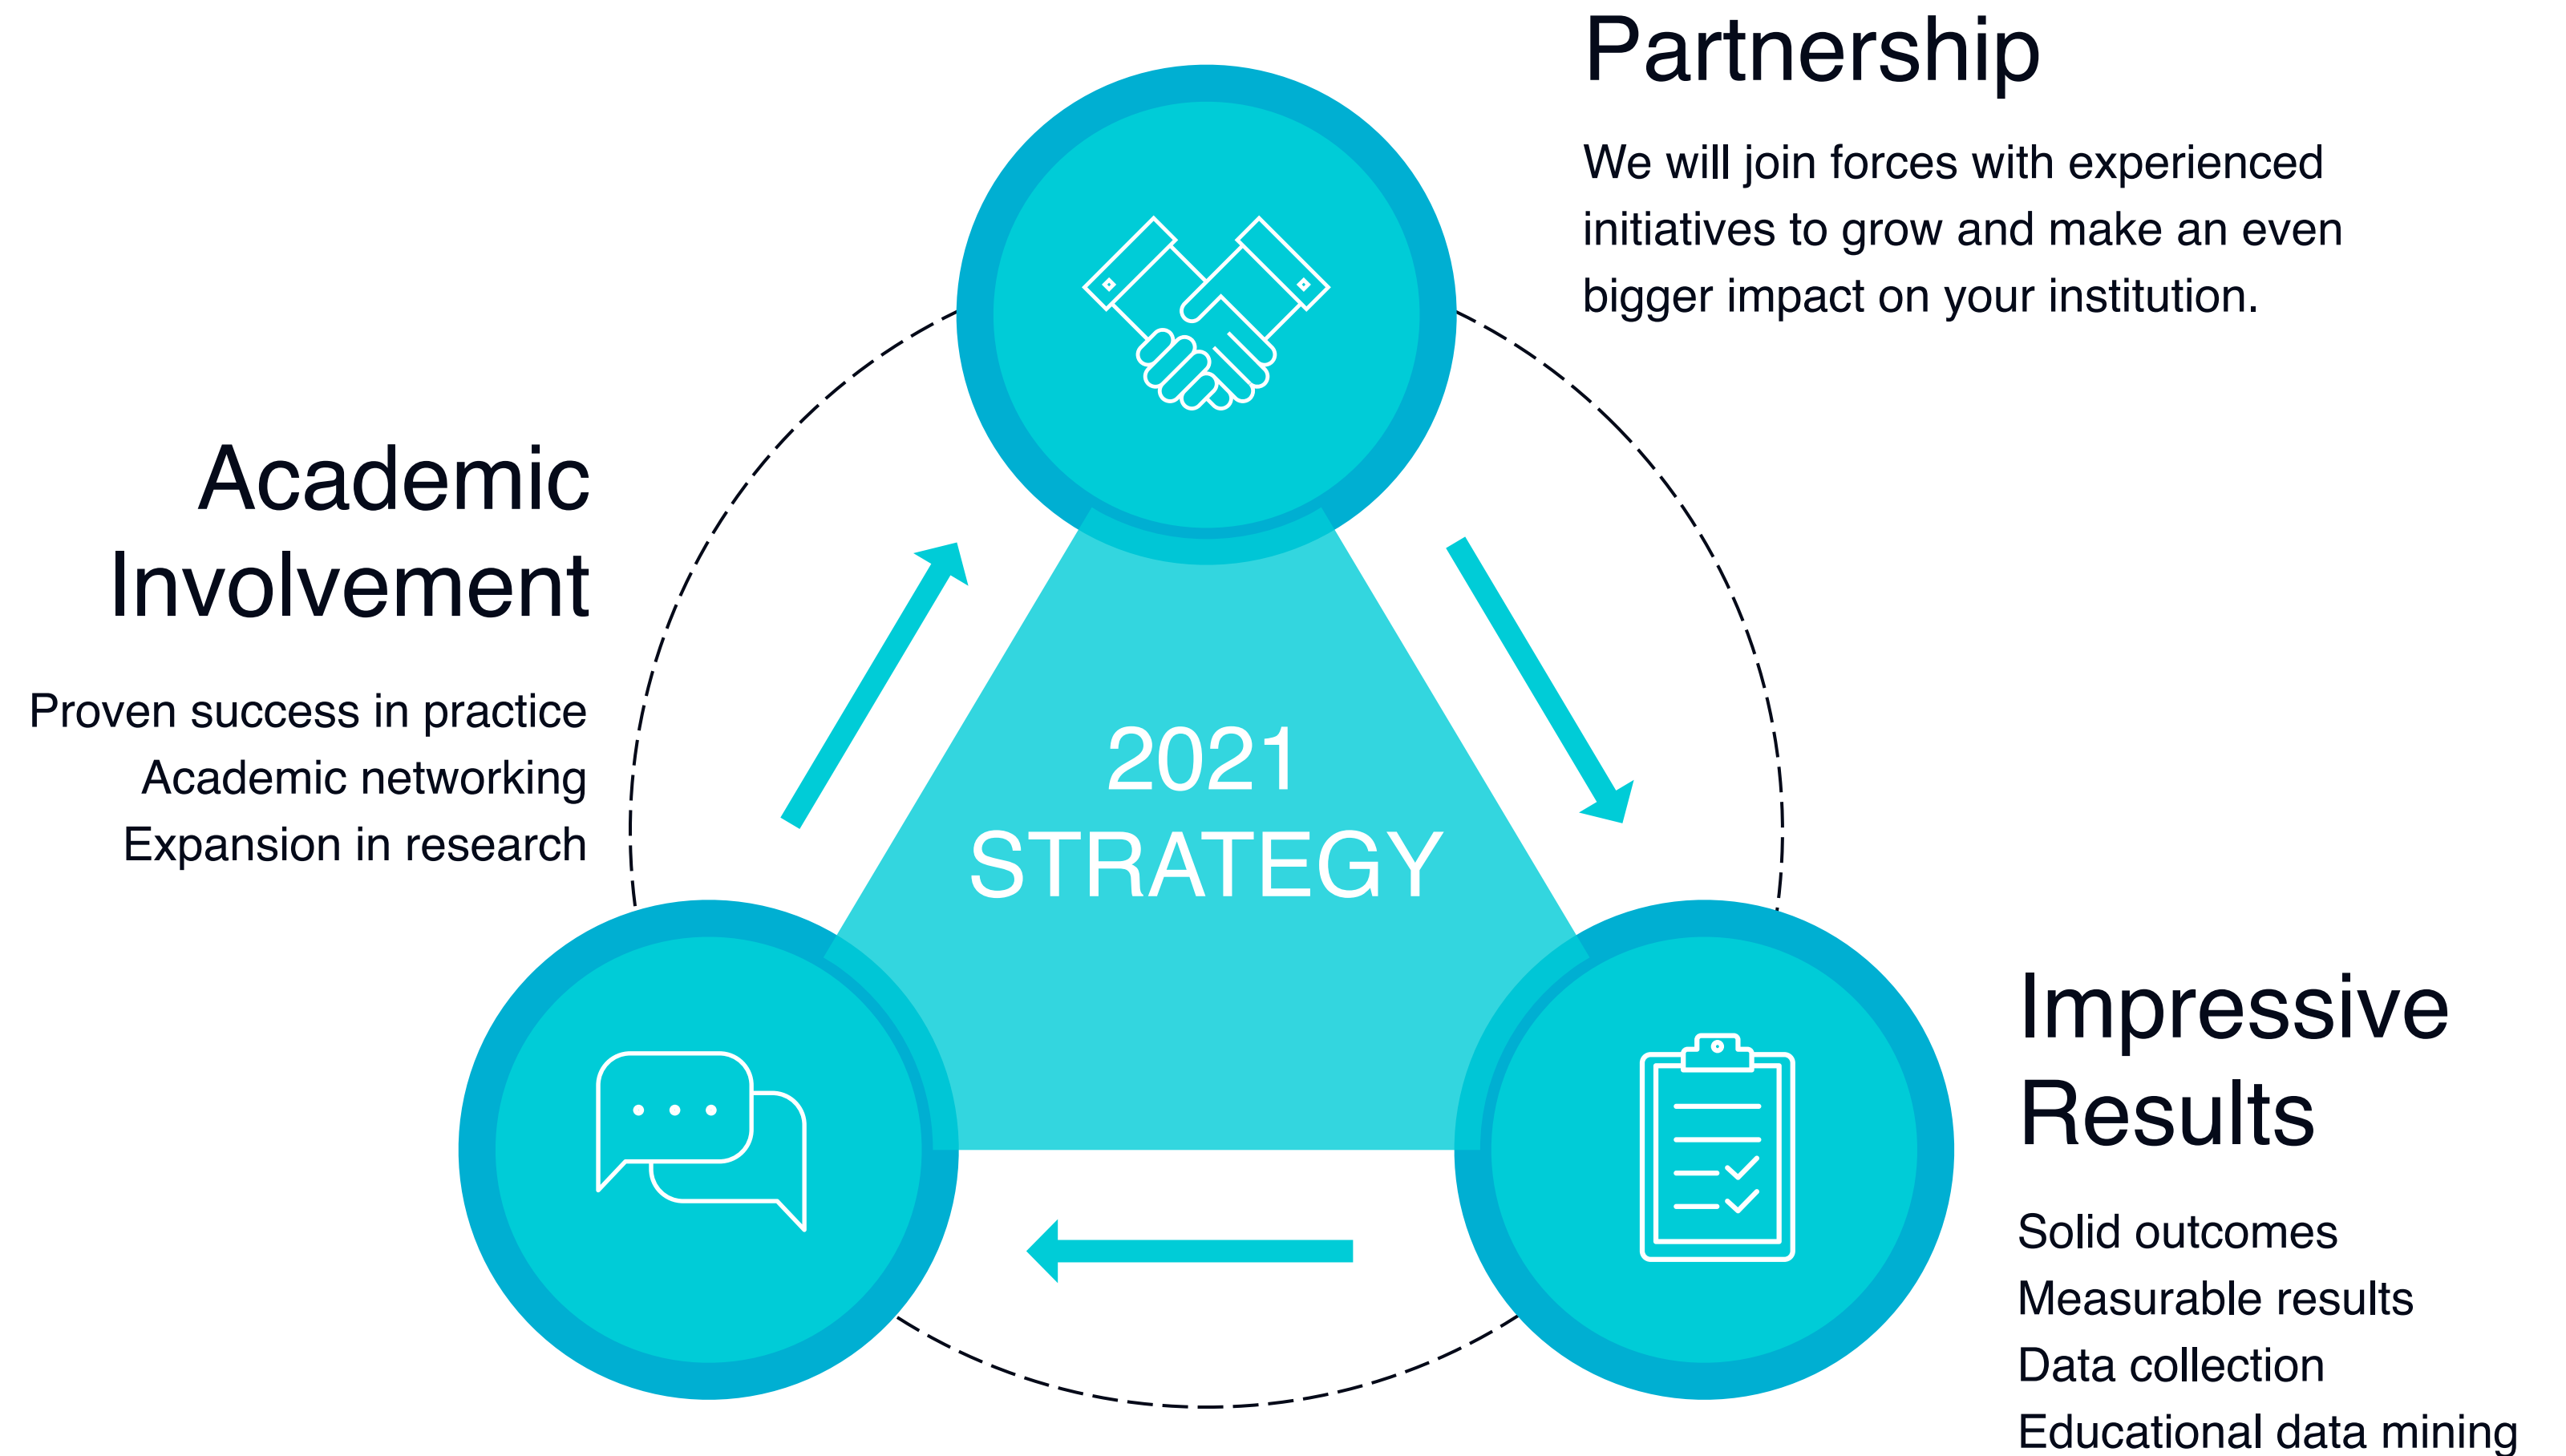 Partnership
We will join forces with experienced
initiatives to grow and make an even
bigger impact on your institution.
Academic
Involvement
Proven success in practice
Academic networking
Expansion in research
2021
STRATEGY
Impressive
Results
Solid outcomes
Measurable results
Data collection
Educational data mining